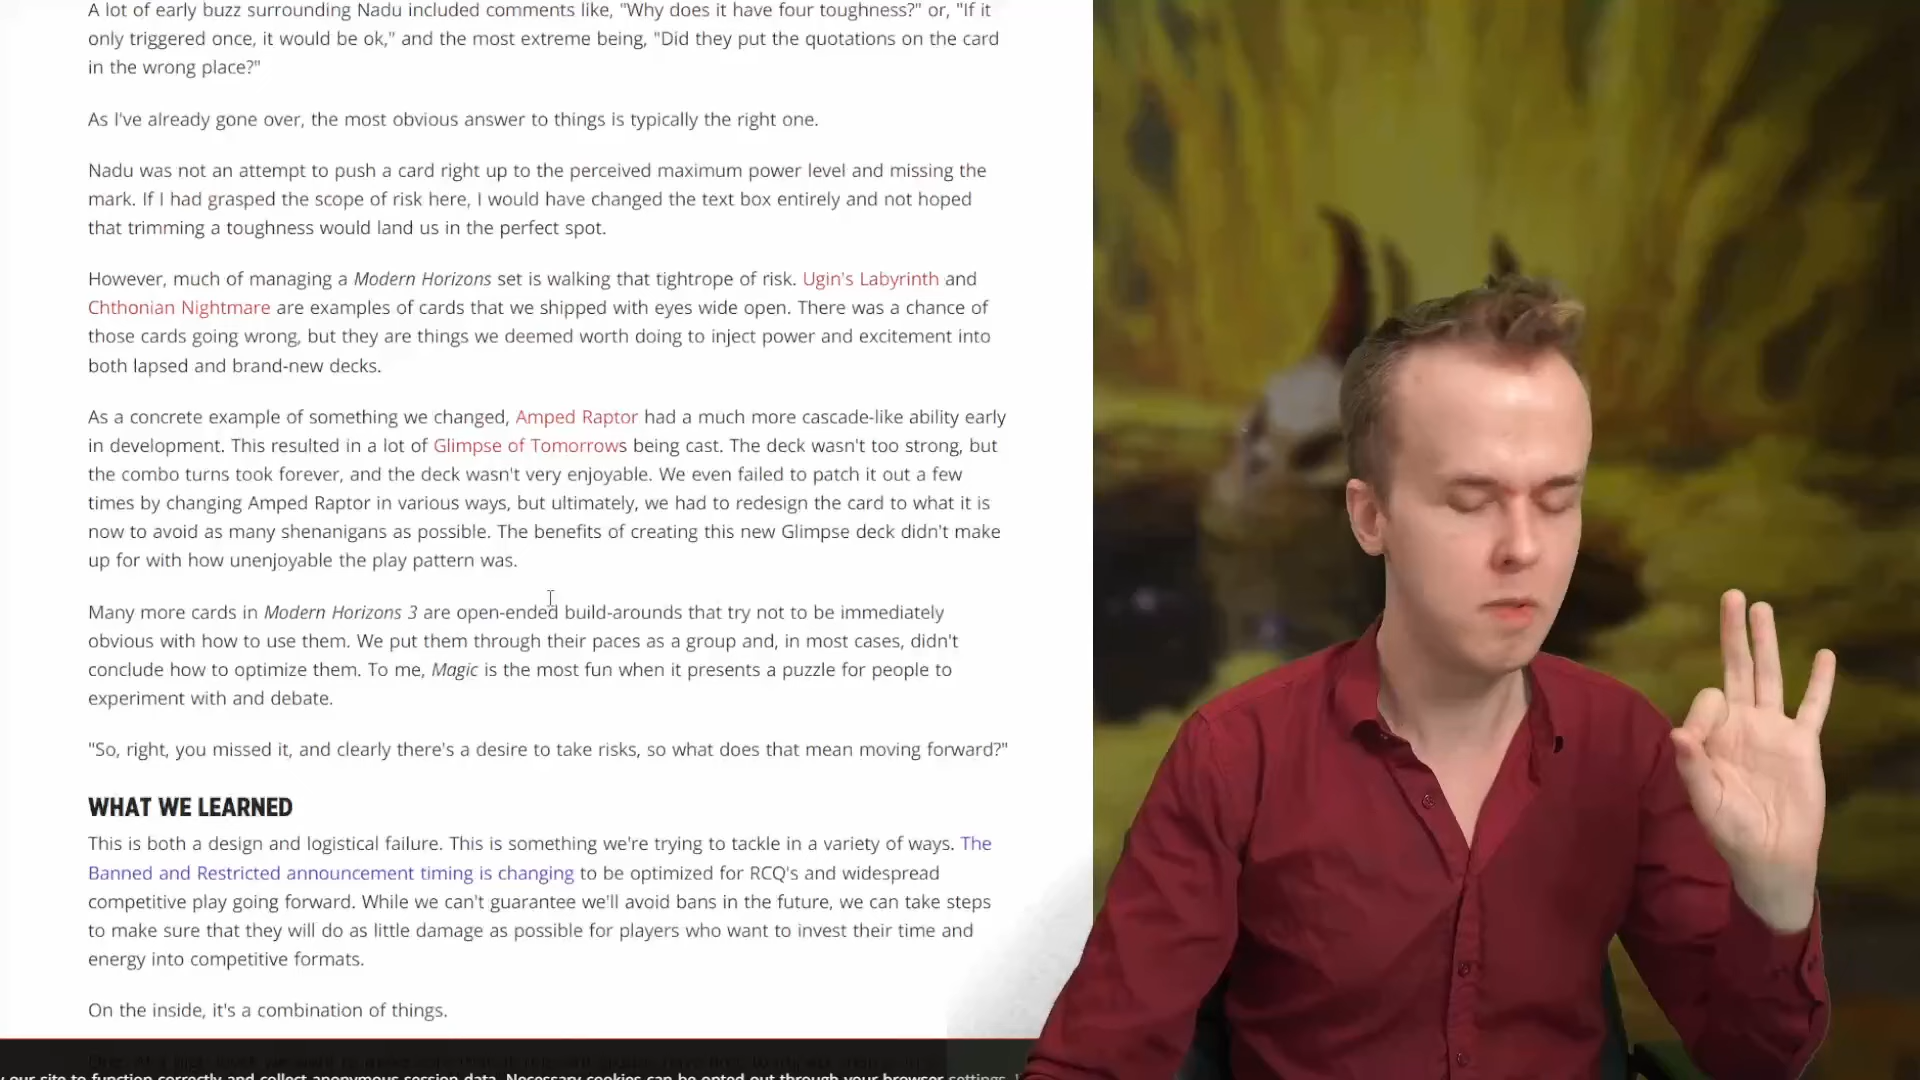 A lot of early buzz surrounding Nadu included comments like, "Why does it have four toughness?" or, "If it
only triggered once, it would be ok," and the most extreme being, "Did they put the quotations on the card
in the wrong place?"
As I've already gone over, the most obvious answer to things is typically the right one.
Nadu was not an attempt to push a card right up to the perceived maximum power level and missing the
mark. If I had grasped the scope of risk here, I would have changed the text box entirely and not hoped
that trimming a toughness would land us in the perfect spot.
However, much of managing a Modern Horizons set is walking that tightrope of risk. Ugin's Labyrinth and
Chthonian Nightmare are examples of cards that we shipped with eyes wide open. There was a chance of
those cards going wrong, but they are things we deemed worth doing to inject power and excitement into
both lapsed and brand-new decks.
As a concrete example of something we changed, Amped Raptor had a much more cascade-like ability early
in development. This resulted in a lot of Glimpse of Tomorrows being cast. The deck wasn't too strong, but
the combo turns took forever, and the deck wasn't very enjoyable. We even failed to patch it out a few
times by changing Amped Raptor in various ways, but ultimately, we had to redesign the card to what it is
now to avoid as many shenanigans as possible. The benefits of creating this new Glimpse deck didn't make
up for with how unenjoyable the play pattern was.
Many more cards in Modern Horizons 3 are open-ended build-arounds that try not to be immediately
obvious with how to use them. We put them through their paces as a group and, in most cases, didn't
conclude how to optimize them. To me, Magic is the most fun when it presents a puzzle for people to
experiment with and debate.
"So, right, you missed it, and clearly there's a desire to take risks, so what does that mean moving forward?"
WHAT WE LEARNED
This is both a design and logistical failure. This is something we're trying to tackle in a variety of ways. The
Banned and Restricted announcement timing is changing to be optimized for RCQ's and widespread
competitive play going forward. While we can't guarantee we'll avoid bans in the future, we can take steps
to make sure that they will do as little damage as possible for players who want to invest their time and
energy into competitive formats.
On the inside, it's a combination of things.
our site to function correctly and collect anonymous session data. Necessary cookies can be opted out through your browser settings.